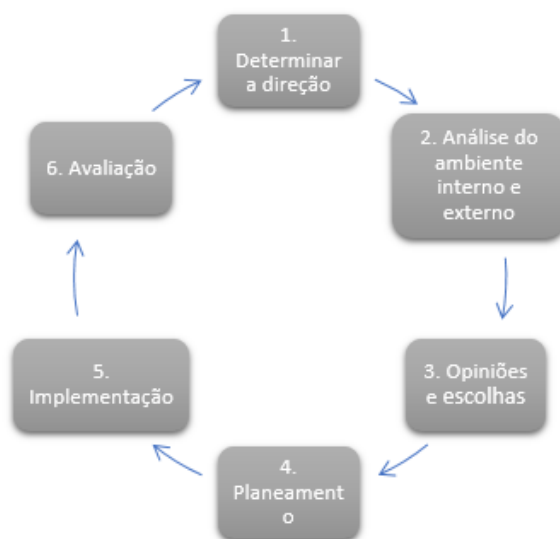 1.
Determinar
a direção
2. Análise do
ambiente
interno e
externo
3. Opiniões
e escolhas
4.
Planeament
o
5.
Implementação
6. Avaliação